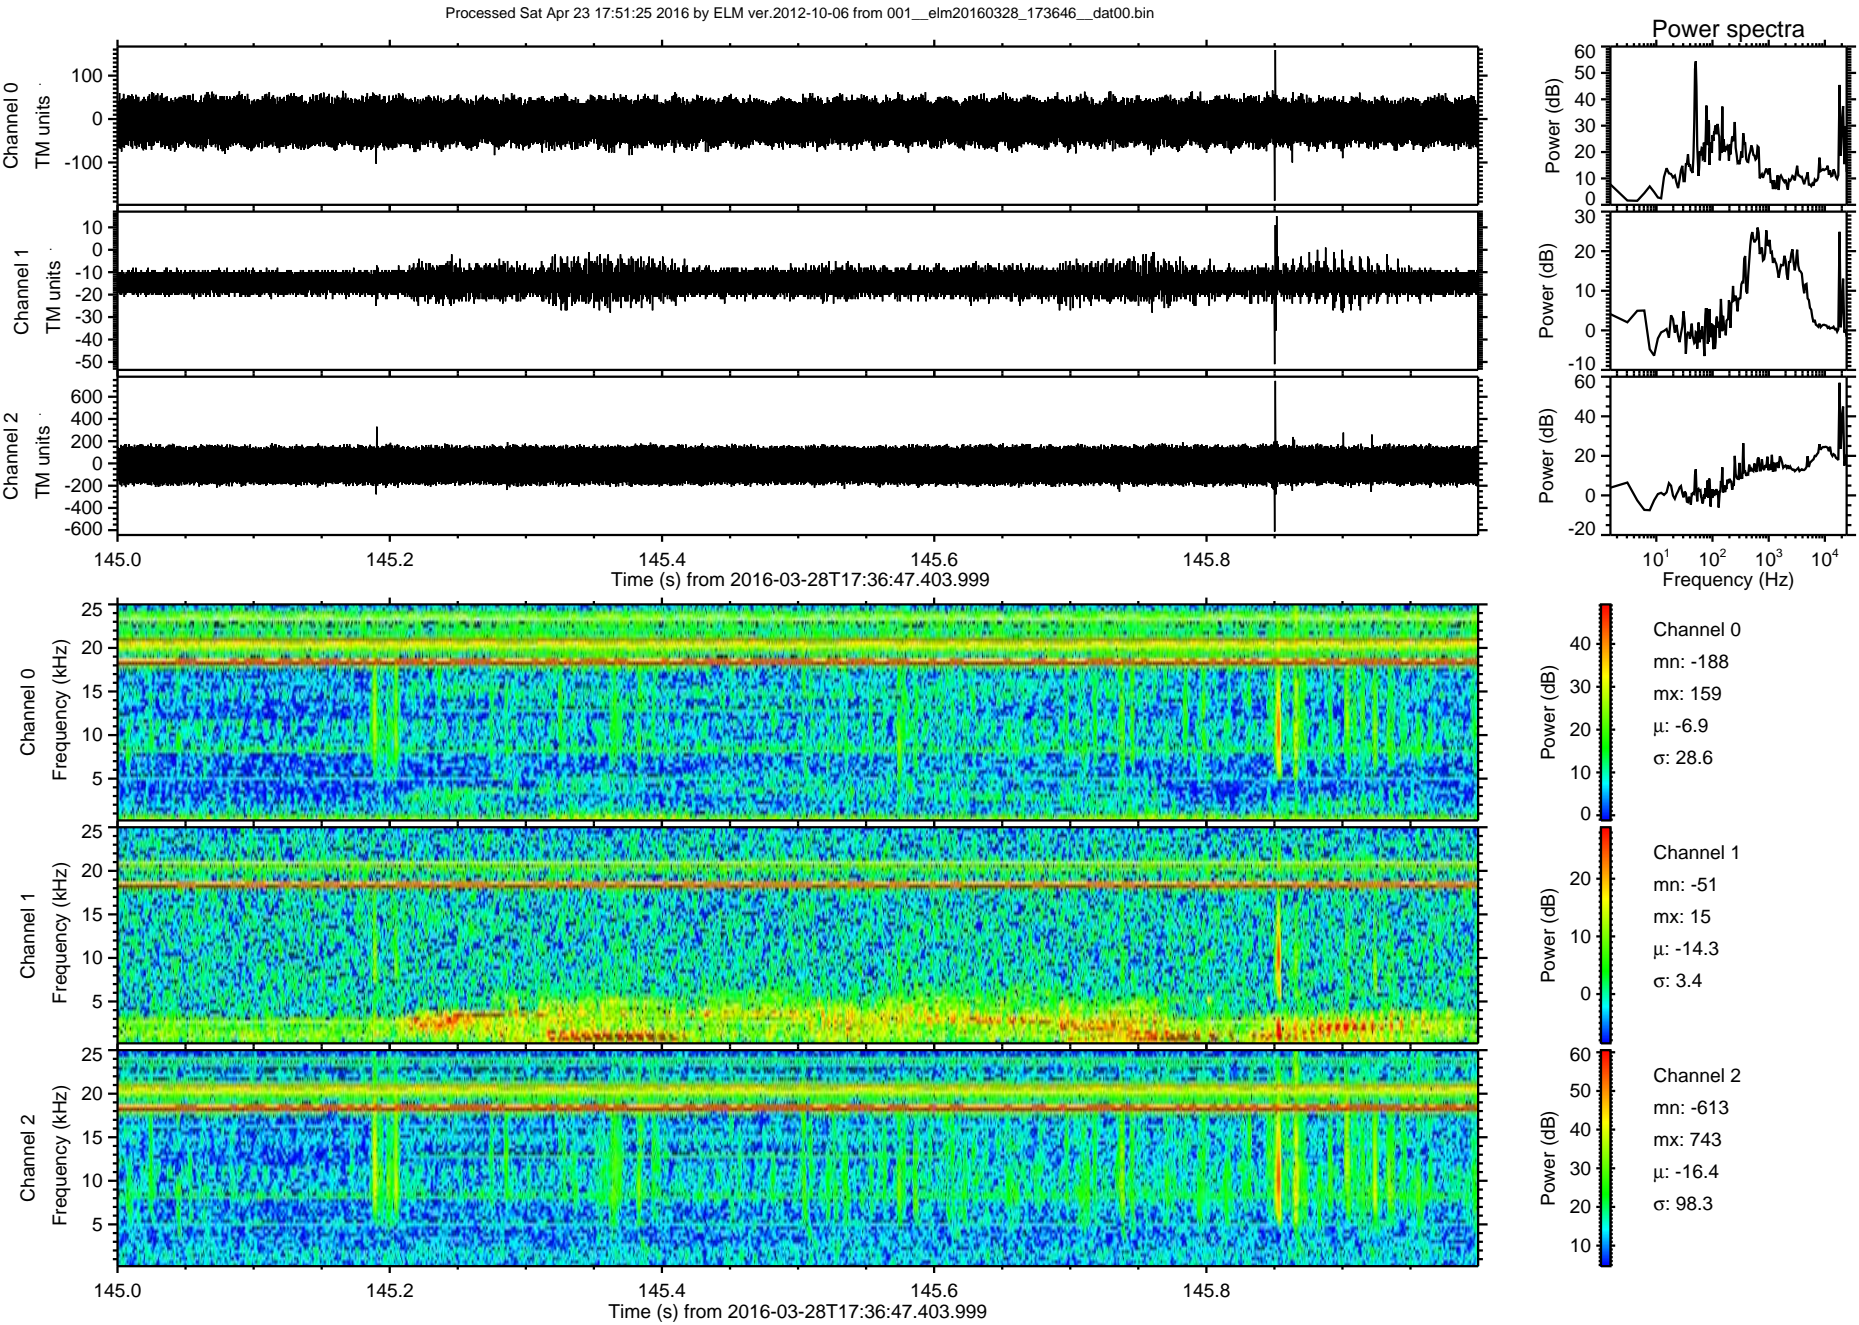 Processed Sat Apr 23 17:51:25 2016 by ELM ver.2012-10-06 from 001__elm20160328_173646__dat00.bin
Power spectra
Channel 0
TM units
100
0
-100
Power (dB)
60
50
40
30
20
10
0
Channel 1
TM units
10
0
-10
-20
-30
-40
-50
Power (dB)
30
20
10
0
-10
Channel 2
TM units
600
400
200
0
-200
-400
-600
Power (dB)
60
40
20
0
-20
145.0 145.2 145.4 145.6 145.8
Time (s) from 2016-03-28T17:36:47.403.999
10¹ 10² 10³ 10⁴
Frequency (Hz)
Channel 0
Frequency (kHz)
25
20
15
10
5
Power (dB)
40
30
20
10
0
Channel 0
mn: -188
mx: 159
μ: -6.9
σ: 28.6
Channel 1
Frequency (kHz)
25
20
15
10
5
Power (dB)
20
10
0
Channel 1
mn: -51
mx: 15
μ: -14.3
σ: 3.4
Channel 2
Frequency (kHz)
25
20
15
10
5
Power (dB)
60
50
40
30
20
10
Channel 2
mn: -613
mx: 743
μ: -16.4
σ: 98.3
145.0 145.2 145.4 145.6 145.8
Time (s) from 2016-03-28T17:36:47.403.999